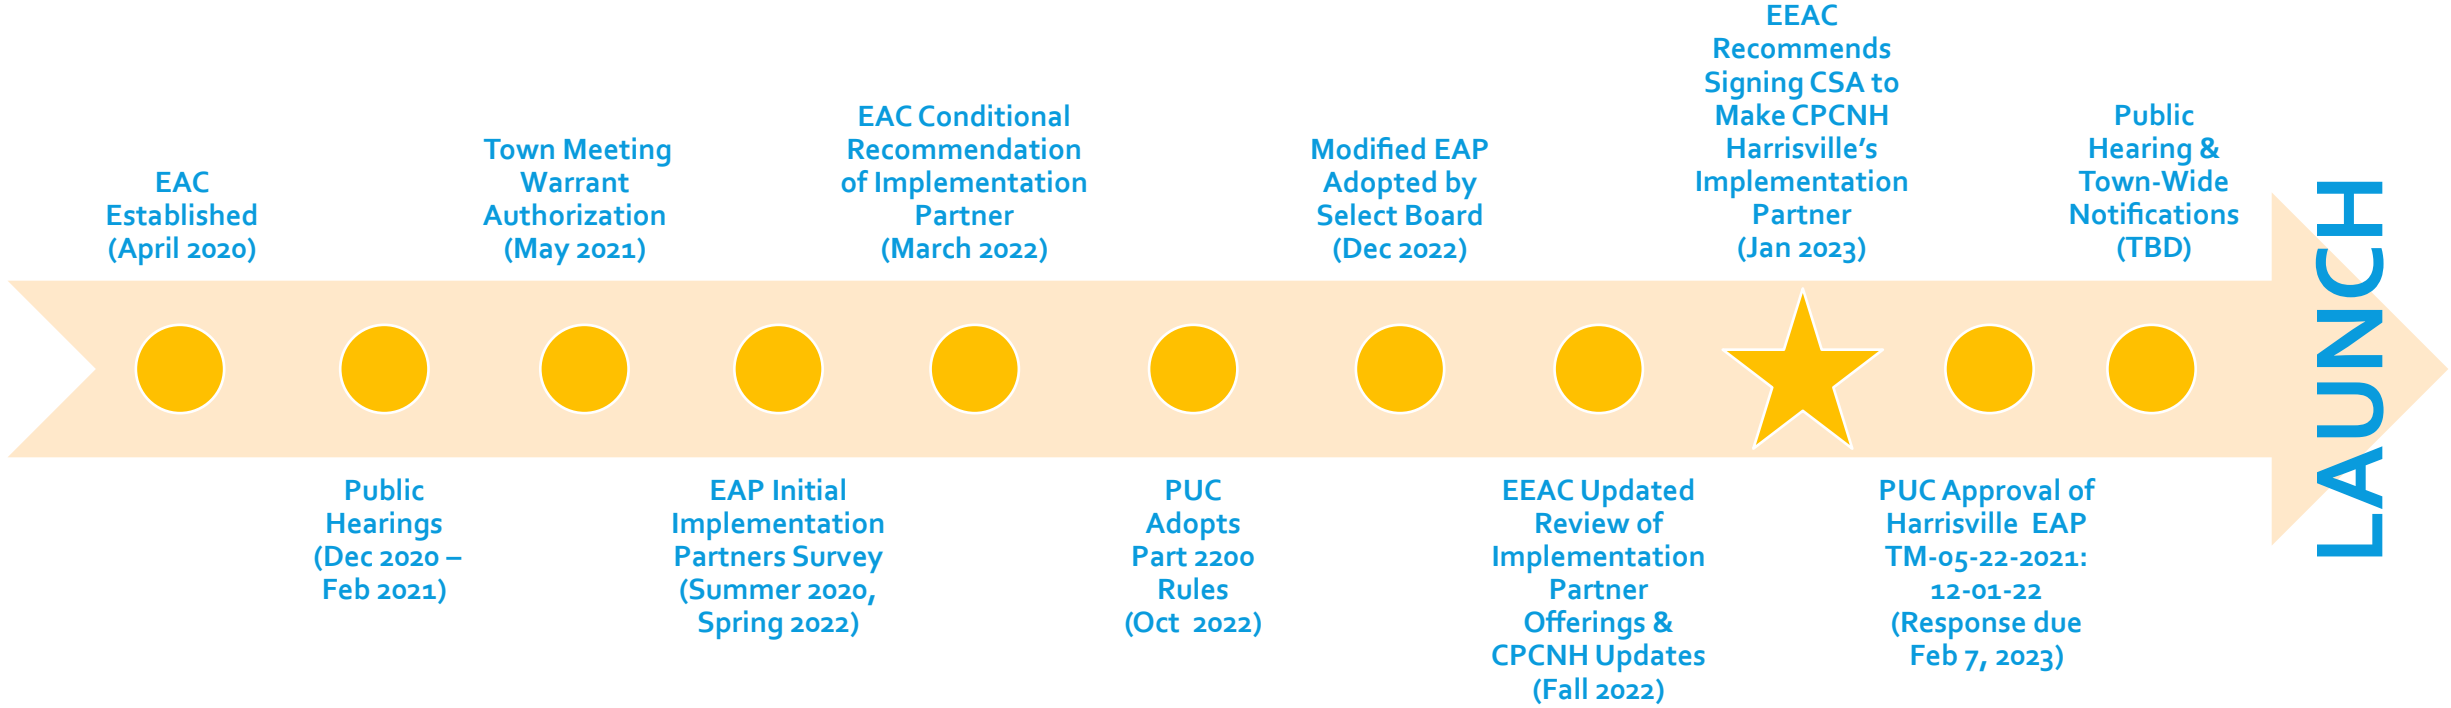 EAC
Established
(April 2020)
Public
Hearings
(Dec 2020 –
Feb 2021)
Town Meeting
Warrant
Authorization
(May 2021)
EAP Initial
Implementation
Partners Survey
(Summer 2020,
Spring 2022)
EAC Conditional
Recommendation
of Implementation
Partner
(March 2022)
PUC
Adopts
Part 2200
Rules
(Oct  2022)
Modified EAP
Adopted by
Select Board
(Dec 2022)
EEAC Updated
Review of
Implementation
Partner
Offerings &
CPCNH Updates
(Fall 2022)
EEAC
Recommends
Signing CSA to
Make CPCNH
Harrisville’s
Implementation
Partner
(Jan 2023)
PUC Approval of
Harrisville  EAP
TM-05-22-2021:
12-01-22
(Response due
Feb 7, 2023)
Public
Hearing &
Town-Wide
Notifications
(TBD)
LAUNCH